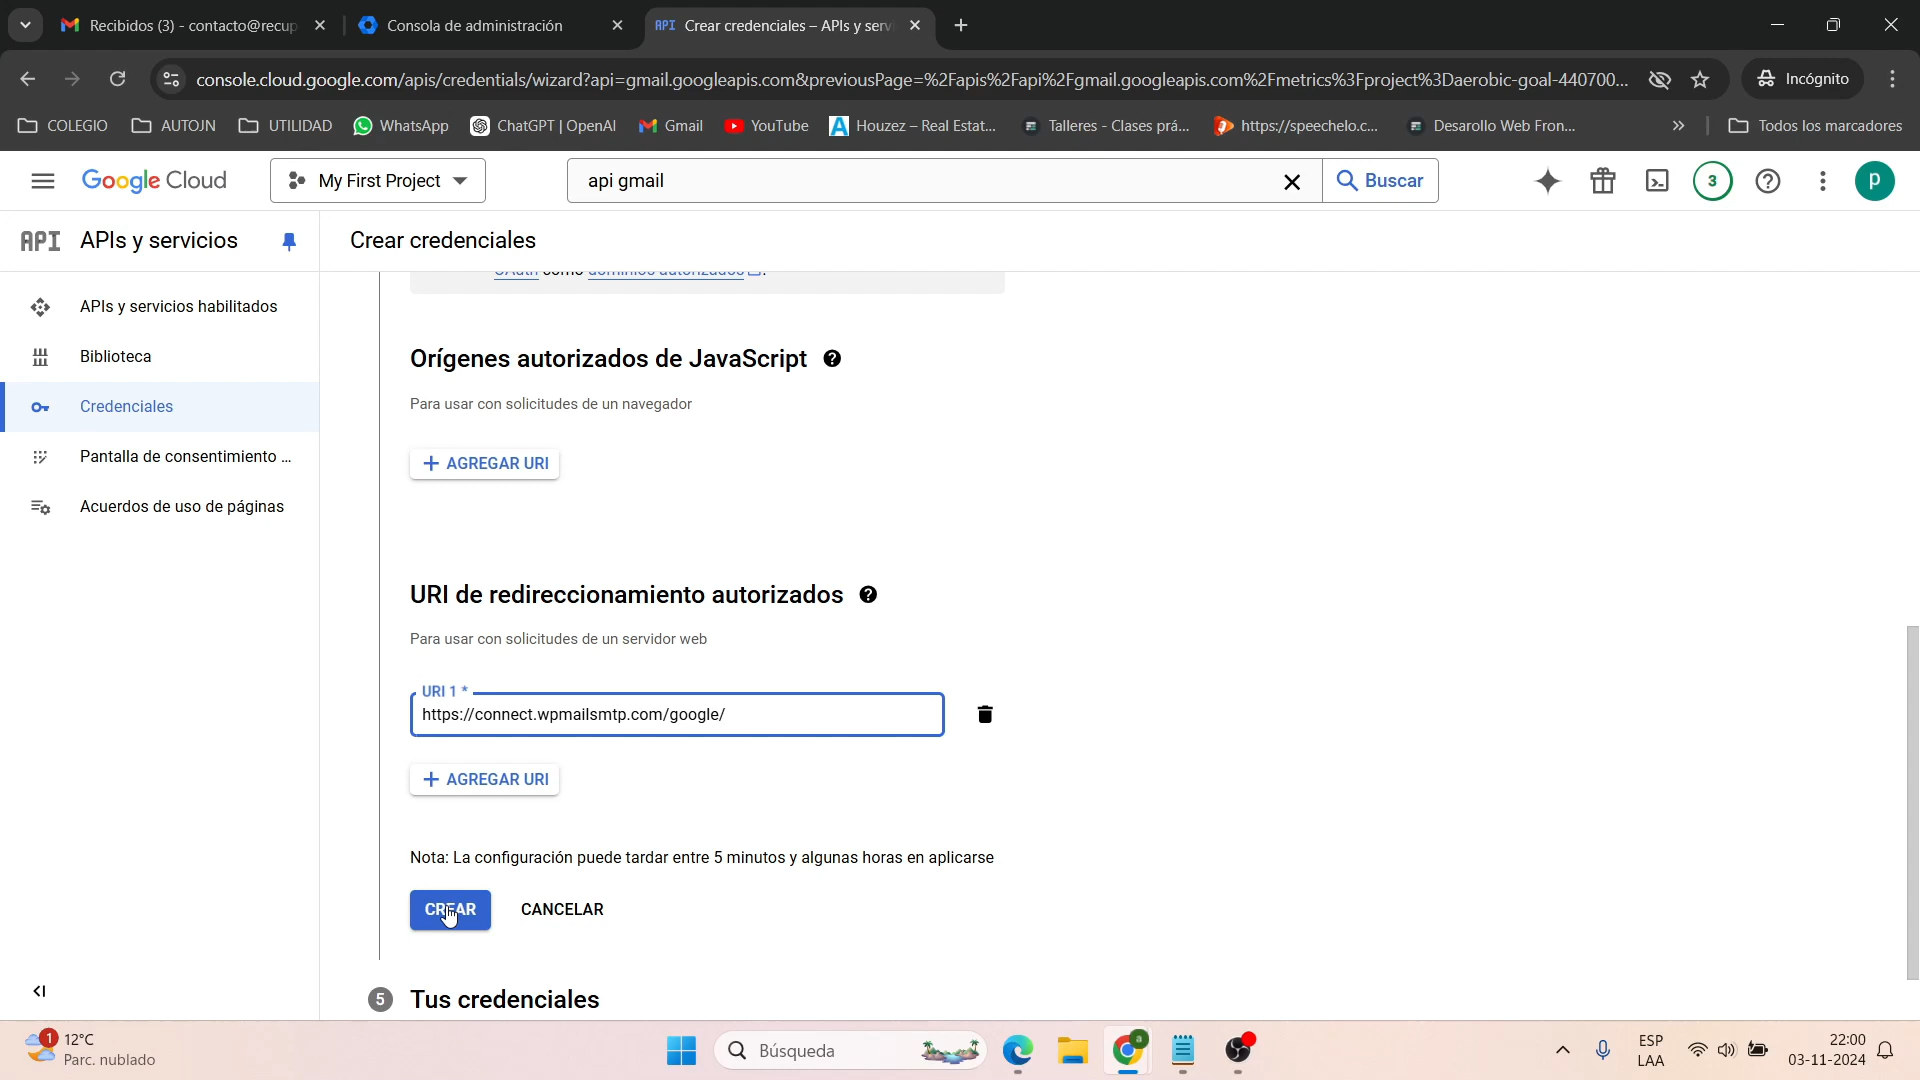 Recibidos (3) - contacto@recup
Consola de administración
API Crear credenciales – APIs y serv
console.cloud.google.com/apis/credentials/wizard?api=gmail.googleapis.com&previousPage=%2Fapis%2Fapi%2Fgmail.googleapis.com%2Fmetrics%3Fproject%3Daerobic-goal-440700...
Incógnito
COLEGIO
AUTOJN
UTILIDAD
WhatsApp
ChatGPT | OpenAI
Gmail
YouTube
Houzez – Real Estat...
Talleres - Clases prá...
https://speechelo.c...
Desarollo Web Fron...
»
Todos los marcadores
Google Cloud
My First Project
api gmail
Buscar
3
p
API APIs y servicios
Crear credenciales
APIs y servicios habilitados
Biblioteca
Credenciales
Pantalla de consentimiento ...
Acuerdos de uso de páginas
OAuth como dominios autorizados.
Orígenes autorizados de JavaScript
Para usar con solicitudes de un navegador
+ AGREGAR URI
URI de redireccionamiento autorizados
Para usar con solicitudes de un servidor web
URI 1 *
https://connect.wpmailsmtp.com/google/
+ AGREGAR URI
Nota: La configuración puede tardar entre 5 minutos y algunas horas en aplicarse
CREAR
CANCELAR
5 Tus credenciales
1
12°C
Parc. nublado
Búsqueda
a
ESP
LAA
22:00
03-11-2024